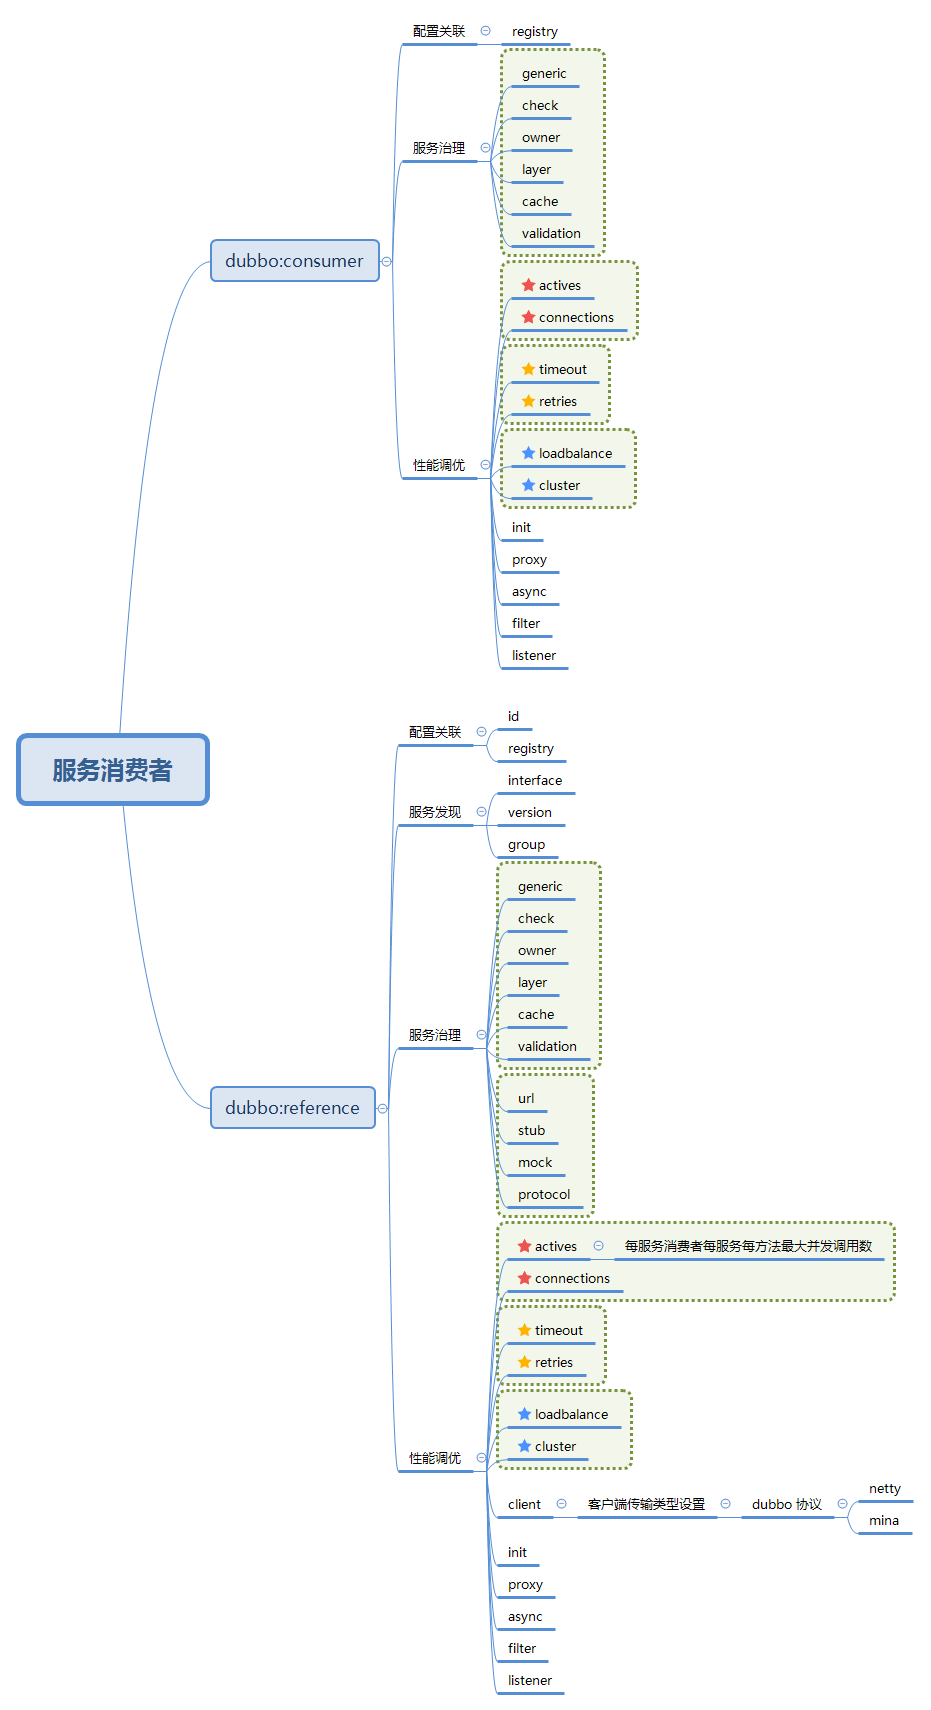 服务消费者
dubbo:consumer
配置关联
registry
服务治理
generic
check
owner
layer
cache
validation
性能调优
actives
connections
timeout
retries
loadbalance
cluster
init
proxy
async
filter
listener
dubbo:reference
配置关联
id
registry
服务发现
interface
version
group
服务治理
generic
check
owner
layer
cache
validation
url
stub
mock
protocol
性能调优
actives
每服务消费者每服务每方法最大并发调用数
connections
timeout
retries
loadbalance
cluster
client
客户端传输类型设置
dubbo 协议
netty
mina
init
proxy
async
filter
listener